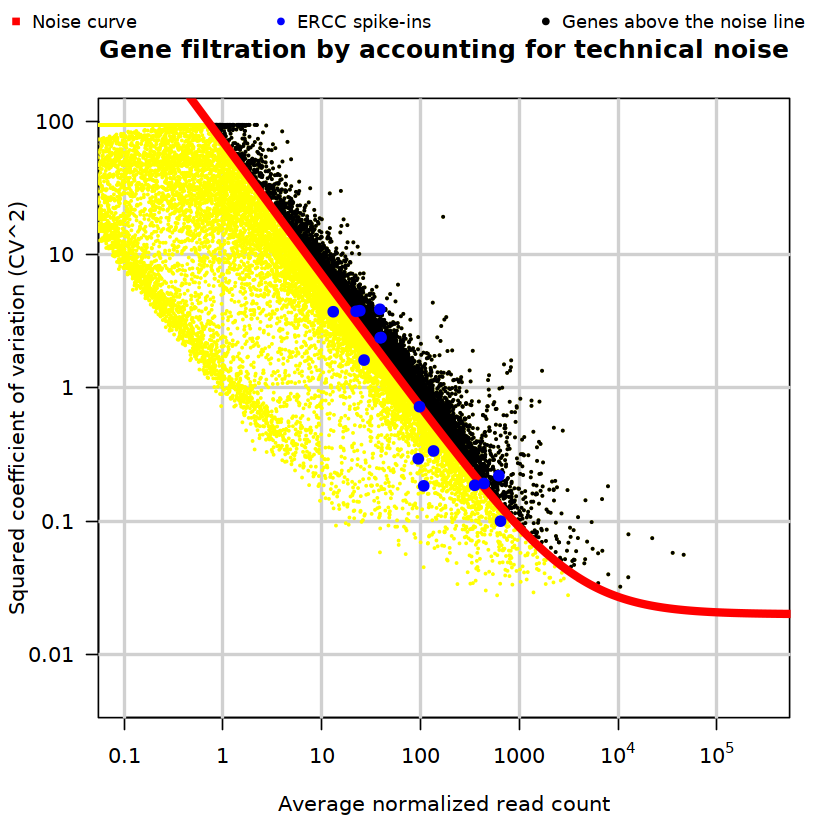 Noise curve ERCC spike-ins Genes above the noise line
Gene filtration by accounting for technical noise
Squared coefficient of variation (CV^2)
100
10
1
0.1
0.01
0.1 1 10 100 1000 10^4 10^5
Average normalized read count